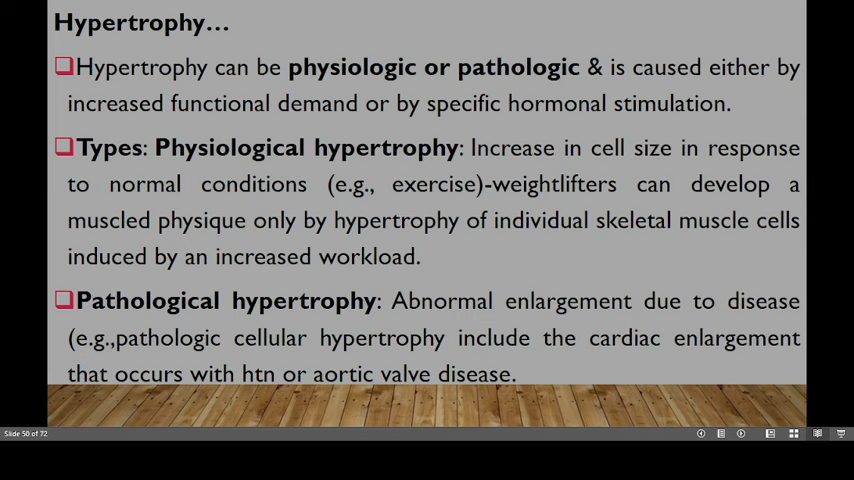 Hypertrophy…
Hypertrophy can be physiologic or pathologic & is caused either by
increased functional demand or by specific hormonal stimulation.
Types: Physiological hypertrophy: Increase in cell size in response
to normal conditions (e.g., exercise)-weightlifters can develop a
muscled physique only by hypertrophy of individual skeletal muscle cells
induced by an increased workload.
Pathological hypertrophy: Abnormal enlargement due to disease
(e.g.,pathologic cellular hypertrophy include the cardiac enlargement
that occurs with htn or aortic valve disease.
Slide 50 of 72